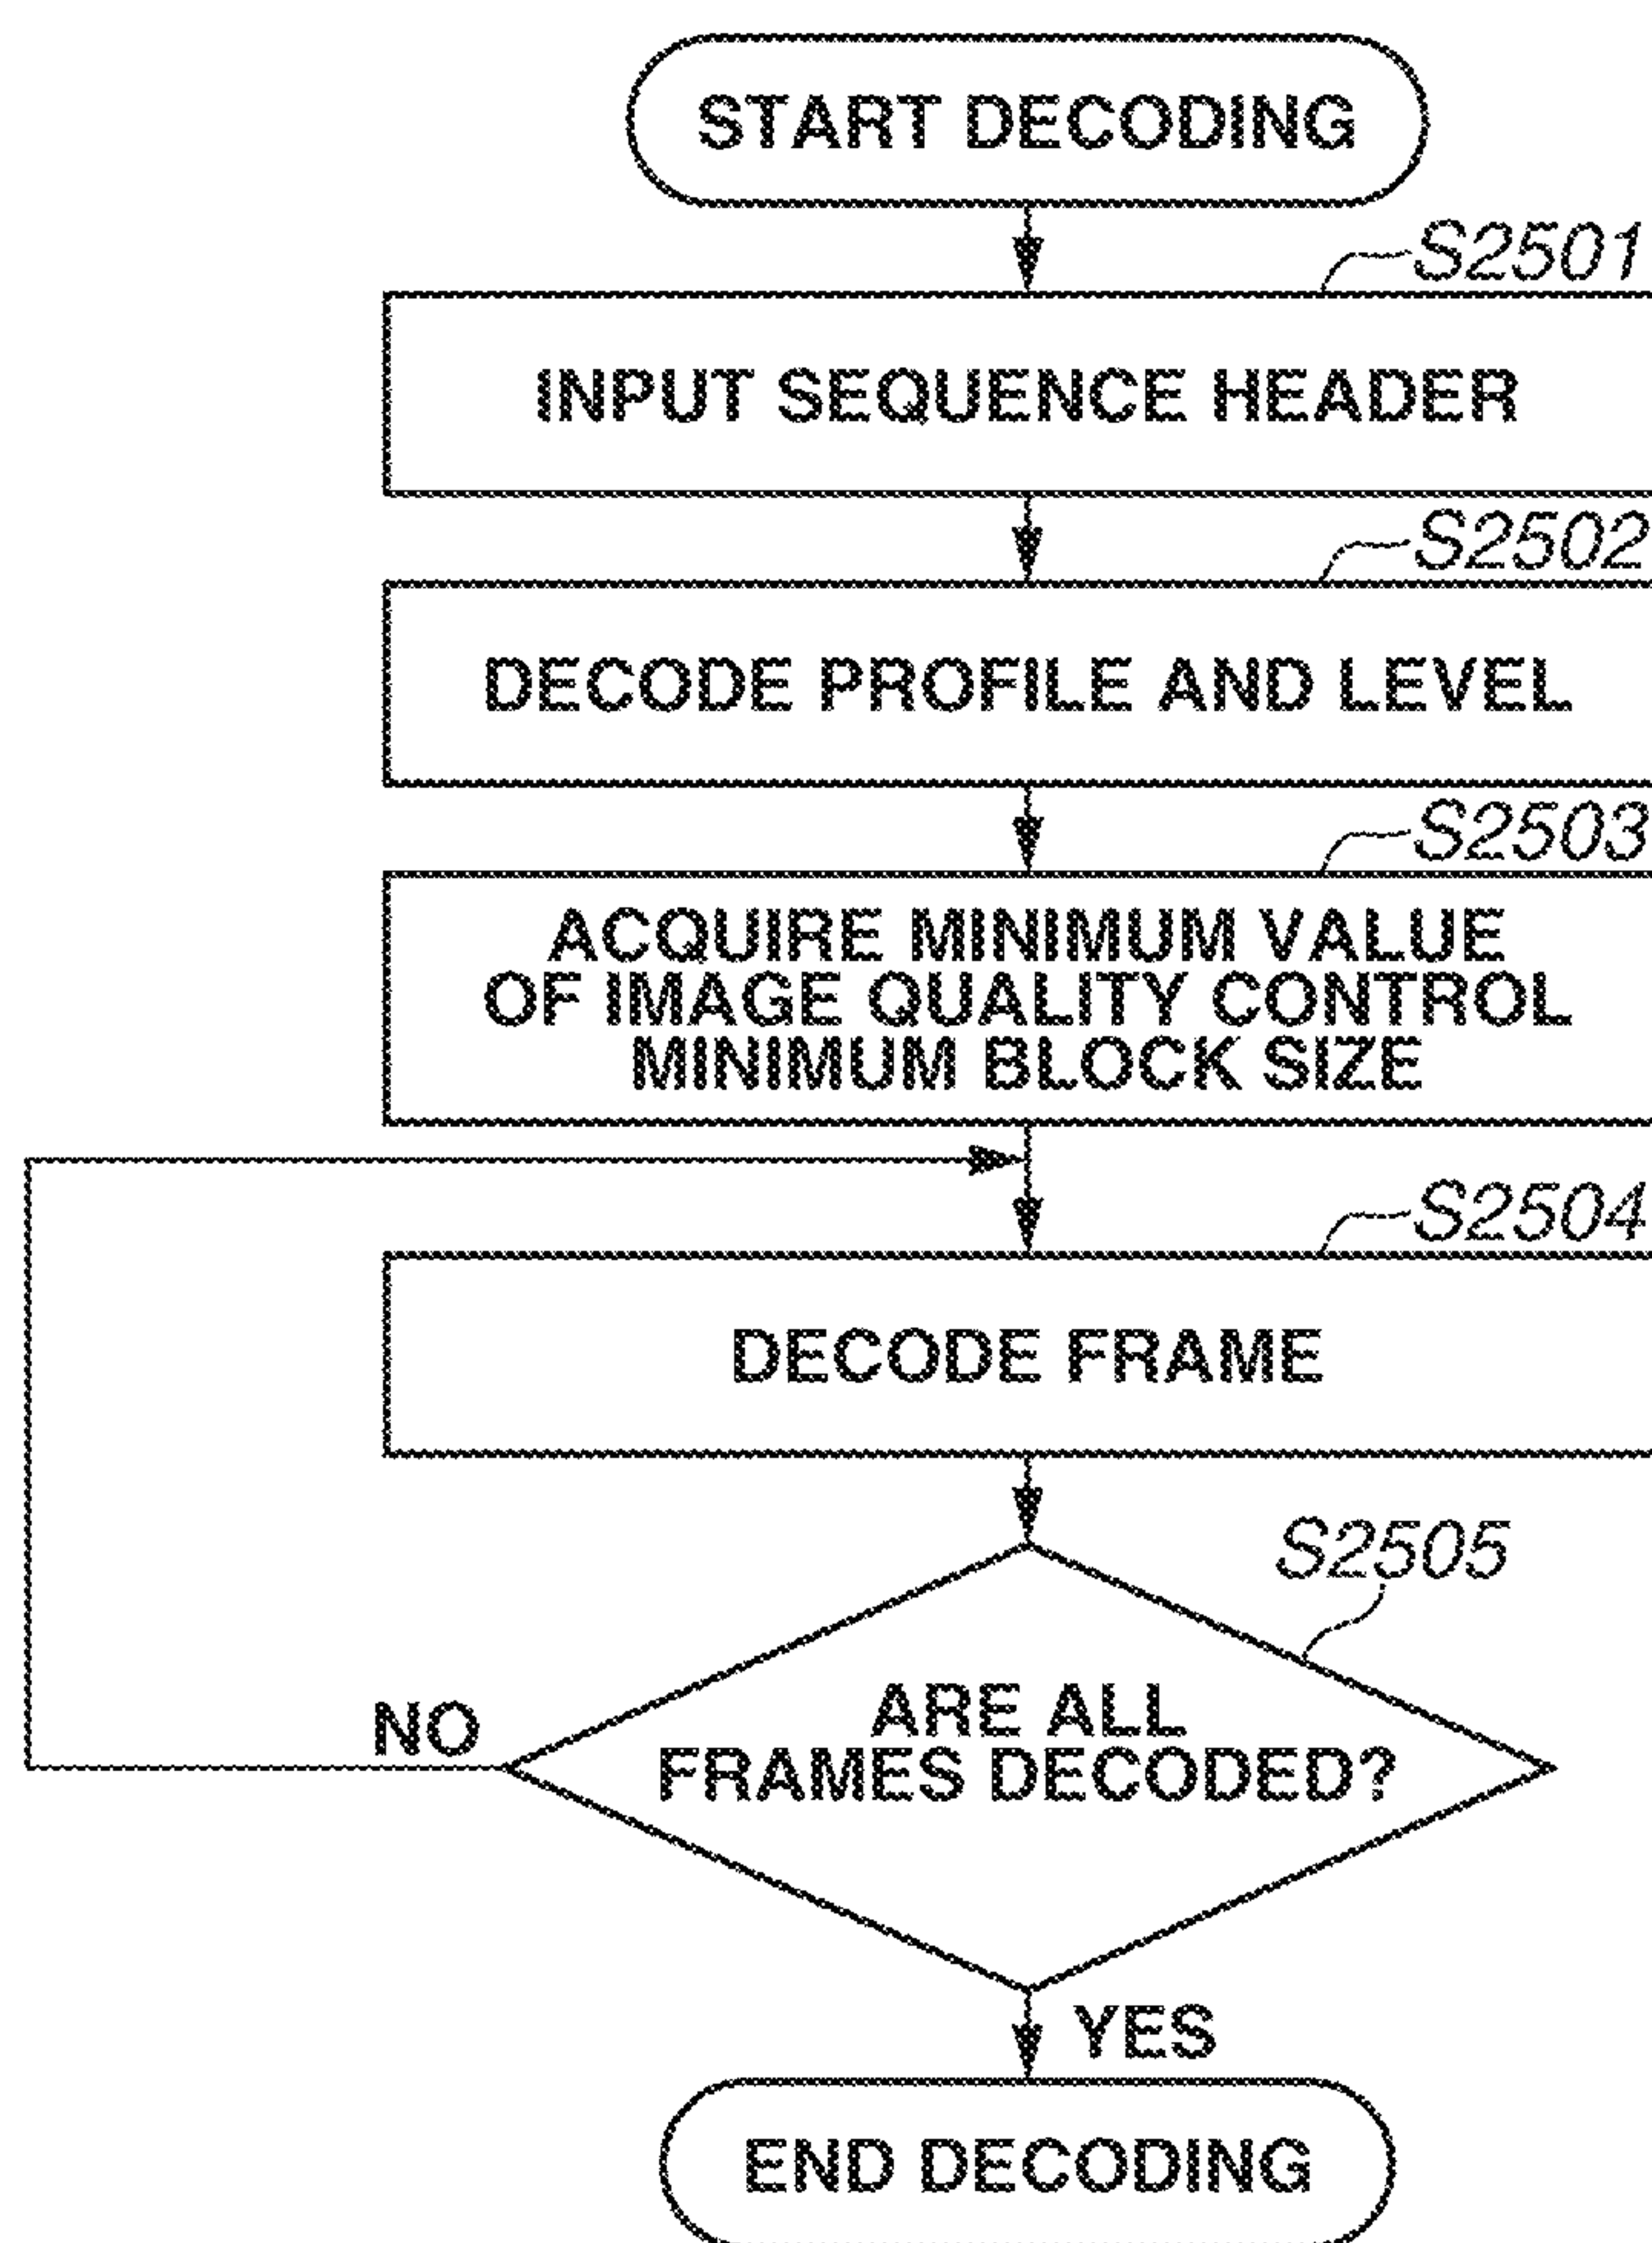 START DECODING
S2501
INPUT SEQUENCE HEADER
S2502
DECODE PROFILE AND LEVEL
S2503
ACQUIRE MINIMUM VALUE
OF IMAGE QUALITY CONTROL
MINIMUM BLOCK SIZE
S2504
DECODE FRAME
S2505
ARE ALL
FRAMES DECODED?
NO
YES
END DECODING